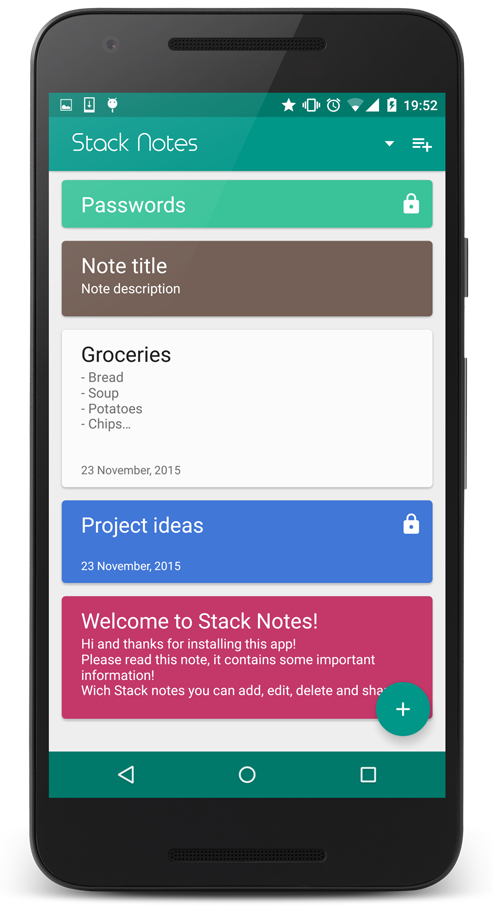 19:52
Stack Notes
Passwords
Note title
Note description
Groceries
- Bread
- Soup
- Potatoes
- Chips...
23 November, 2015
Project ideas
23 November, 2015
Welcome to Stack Notes!
Hi and thanks for installing this app!
Please read this note, it contains some important
information!
Wich Stack notes you can add, edit, delete and